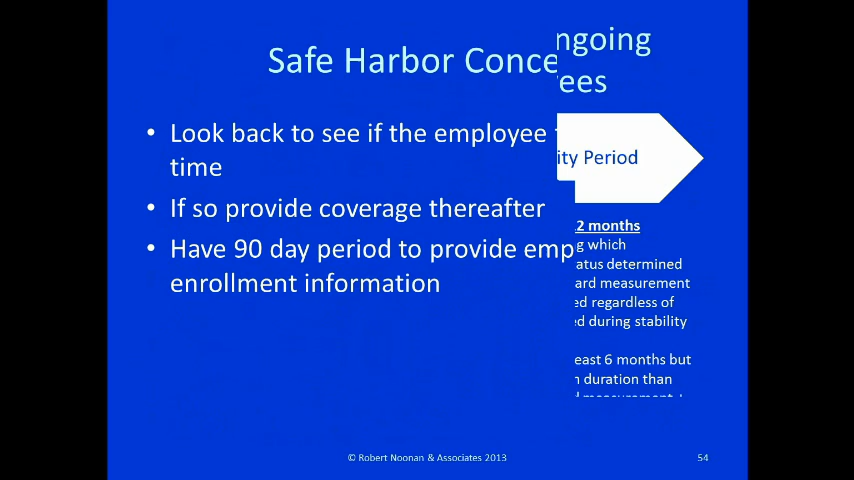 Safe Harbor Conce
ngoing
ees
• Look back to see if the employee
time
• If so provide coverage thereafter
• Have 90 day period to provide emp
enrollment information
ity Period
2 months
g which
atus determined
ard measurement
ed regardless of
ed during stability
east 6 months but
n duration than
© Robert Noonan & Associates 2013
54